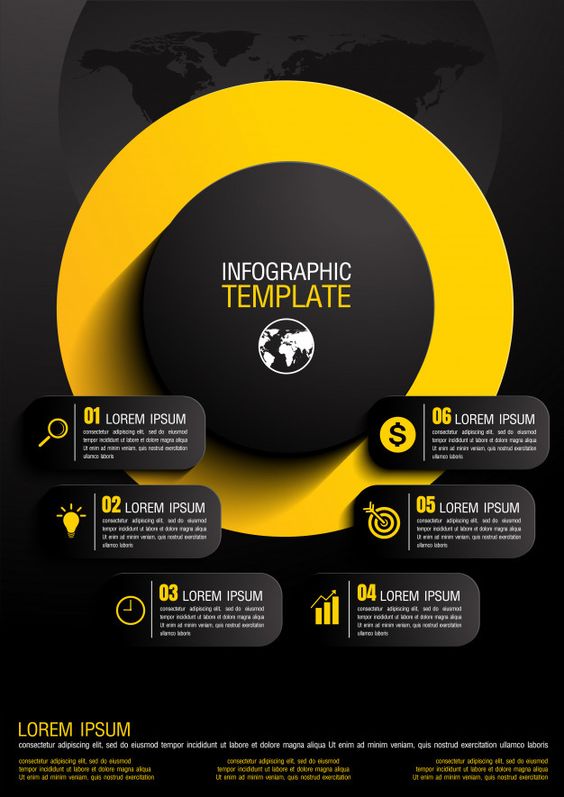 INFOGRAPHIC
TEMPLATE
01 LOREM IPSUM
consectetur adipiscing elit, sed do eiusmod
tempor incididunt ut labore et dolore magna aliqua
Ut enim ad minim veniam, quis nostrud exercitation
ullamco laboris
02 LOREM IPSUM
consectetur adipiscing elit, sed do eiusmod
tempor incididunt ut labore et dolore magna aliqua
Ut enim ad minim veniam, quis nostrud exercitation
ullamco laboris
03 LOREM IPSUM
consectetur adipiscing elit, sed do eiusmod
tempor incididunt ut labore et dolore magna aliqua
Ut enim ad minim veniam, quis nostrud exercitation
ullamco laboris
04 LOREM IPSUM
consectetur adipiscing elit, sed do eiusmod
tempor incididunt ut labore et dolore magna aliqua
Ut enim ad minim veniam, quis nostrud exercitation
ullamco laboris
05 LOREM IPSUM
consectetur adipiscing elit, sed do eiusmod
tempor incididunt ut labore et dolore magna aliqua
Ut enim ad minim veniam, quis nostrud exercitation
ullamco laboris
$
06 LOREM IPSUM
consectetur adipiscing elit, sed do eiusmod
tempor incididunt ut labore et dolore magna aliqua
Ut enim ad minim veniam, quis nostrud exercitation
ullamco laboris
LOREM IPSUM
consectetur adipiscing elit, sed do eiusmod tempor incididunt ut labore et dolore magna aliqua. Ut enim ad minim veniam, quis nostrud exercitation ullamco laboris
consectetur adipiscing elit, sed do eiusmod
tempor incididunt ut labore et dolore magna
aliqua. Ut enim ad minim veniam, quis nostrud
consectetur adipiscing elit, sed do eiusmod
tempor incididunt ut labore et dolore magna
aliqua. Ut enim ad minim veniam, quis nostrud
consectetur adipiscing elit, sed do eiusmod
tempor incididunt ut labore et dolore magna
aliqua. Ut enim ad minim veniam, quis nostrud